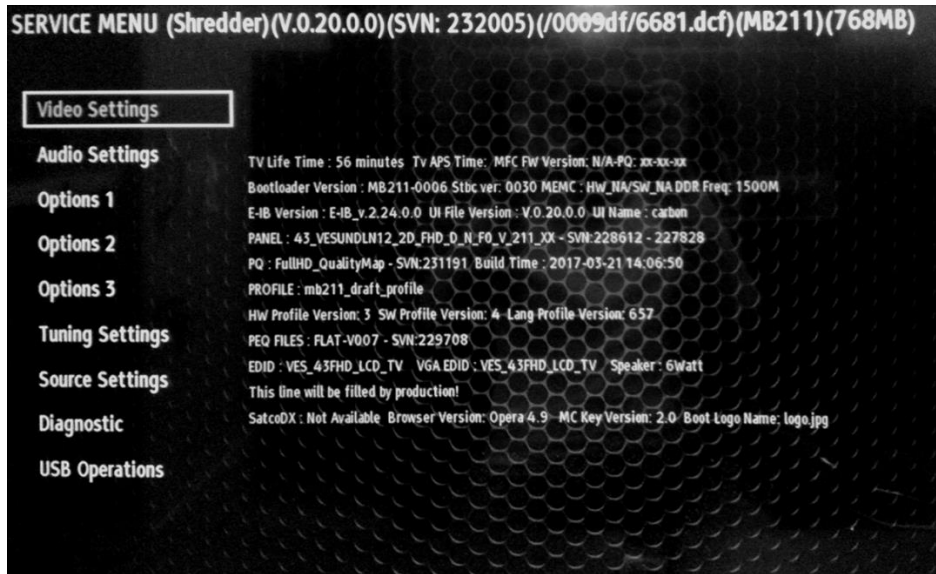 SERVICE MENU (Shredder)(V.0.20.0.0)(SVN: 232005)(/0009df/6681.dcf)(MB211)(768MB)
Video Settings
Audio Settings
Options 1
Options 2
Options 3
Tuning Settings
Source Settings
Diagnostic
USB Operations
TV Life Time : 56 minutes Tv APS Time: MFC FW Version: N/A-PQ: xx-xx-xx
Bootloader Version : MB211-0006 Stbc ver: 0030 MEMC : HW_NA/SW_NA DDR Freq: 1500M
E-IB Version : E-IB_v.2.24.0.0 UI File Version : V.0.20.0.0 UI Name : carbon
PANEL : 43_VESUNDLN12_2D_FHD_D_N_F0_V_211_XX - SVN:228612 - 227828
PQ : FullHD_QualityMap - SVN:231191 Build Time : 2017-03-21 14:06:50
PROFILE : mb211_draft_profile
HW Profile Version: 3 SW Profile Version: 4 Lang Profile Version: 657
PEQ FILES : FLAT-V007 - SVN:229708
EDID : VES_43FHD_LCD_TV VGA EDID : VES_43FHD_LCD_TV Speaker : 6Watt
This line will be filled by production!
SatcoDX : Not Available Browser Version: Opera 4.9 MC Key Version: 2.0 Boot Logo Name: logo.jpg